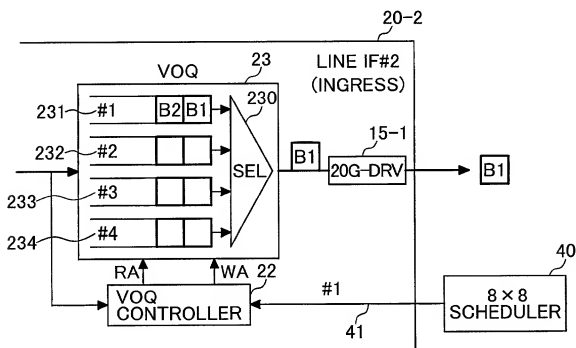 20-2
VOQ
23
LINE IF#2
(INGRESS)
231
#1
B2
B1
230
232
#2
SEL
B1
15-1
20G-DRV
B1
233
#3
234
#4
RA
WA
22
VOQ
CONTROLLER
#1
41
40
8×8
SCHEDULER